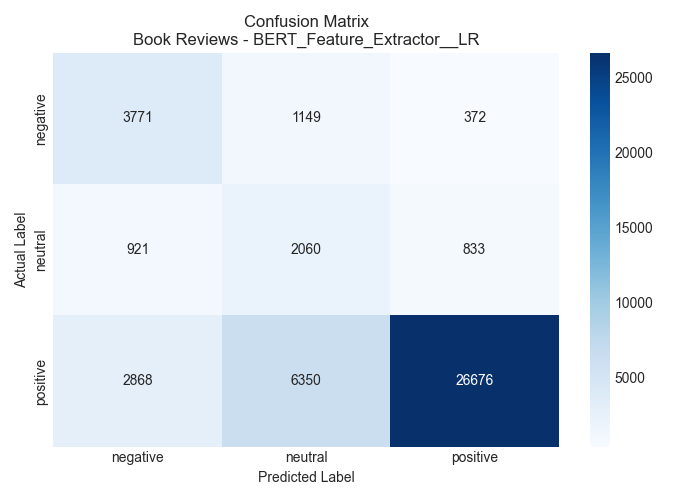 Confusion Matrix
Book Reviews - BERT_Feature_Extractor__LR
Actual Label
negative
neutral
positive
3771 1149 372
921 2060 833
2868 6350 26676
negative neutral positive
Predicted Label
25000
20000
15000
10000
5000